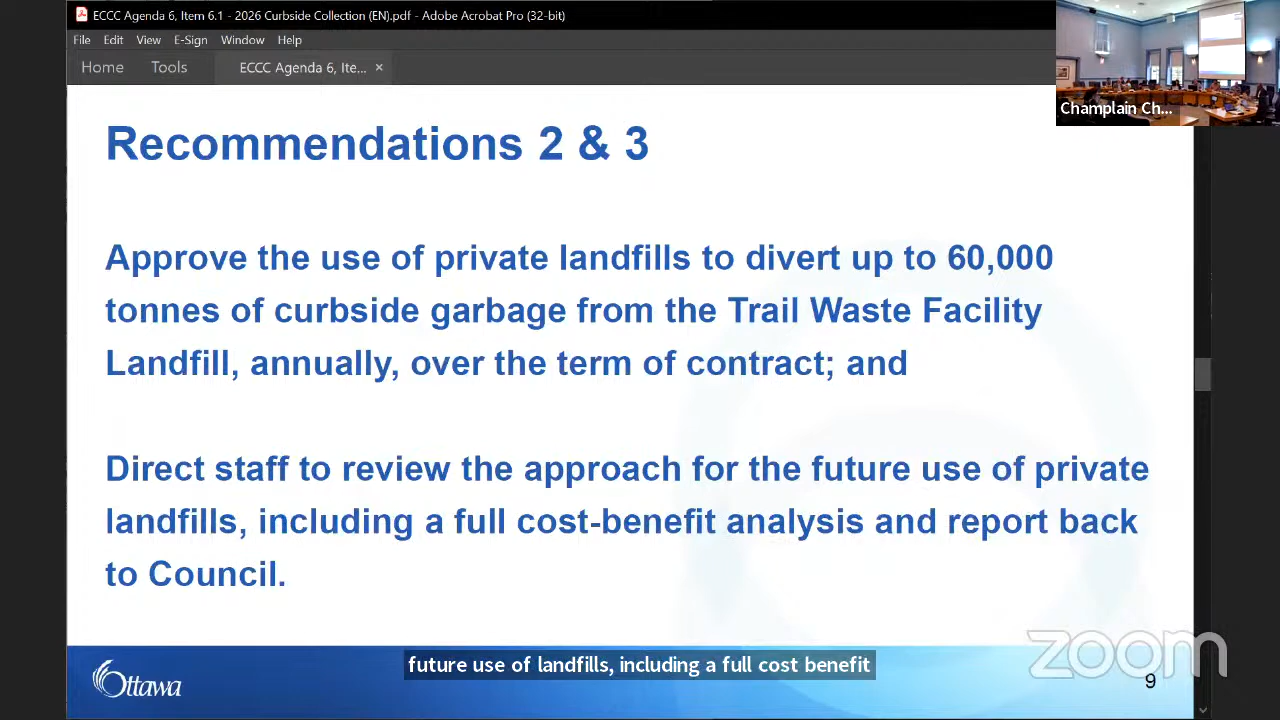 ECCC Agenda 6, Item 6.1 - 2026 Curbside Collection (EN).pdf - Adobe Acrobat Pro (32-bit)
File Edit View E-Sign Window Help
Home Tools ECCC Agenda 6, Ite... ×
Champlain Ch...
Recommendations 2 & 3
Approve the use of private landfills to divert up to 60,000
tonnes of curbside garbage from the Trail Waste Facility
Landfill, annually, over the term of contract; and
Direct staff to review the approach for the future use of private
landfills, including a full cost-benefit analysis and report back
to Council.
future use of landfills, including a full cost benefit
zoom
Ottawa
9